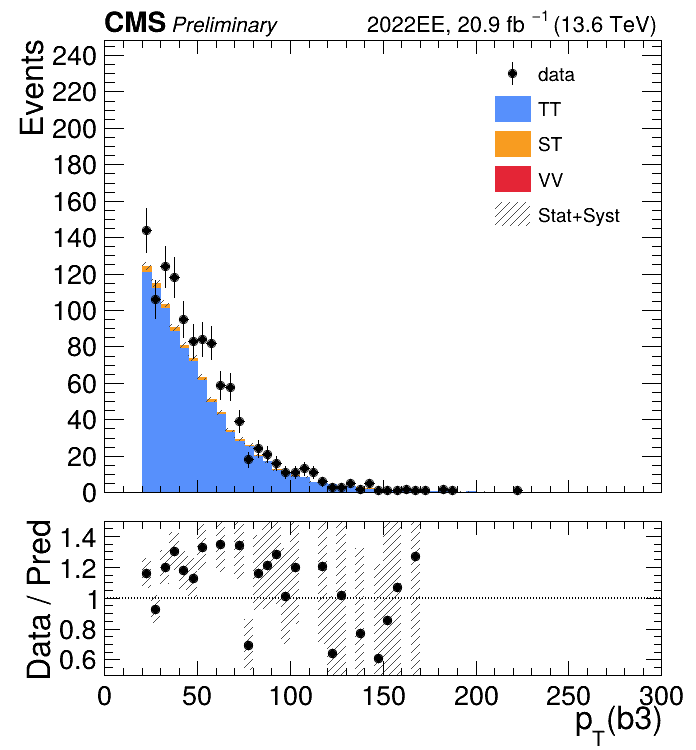 CMS Preliminary 2022EE, 20.9 fb⁻¹ (13.6 TeV)
Events
240
220
200
180
160
140
120
100
80
60
40
20
0
data
TT
ST
VV
Stat+Syst
Data / Pred
1.4
1.2
1
0.8
0.6
0 50 100 150 200 250 300
p_T(b3)